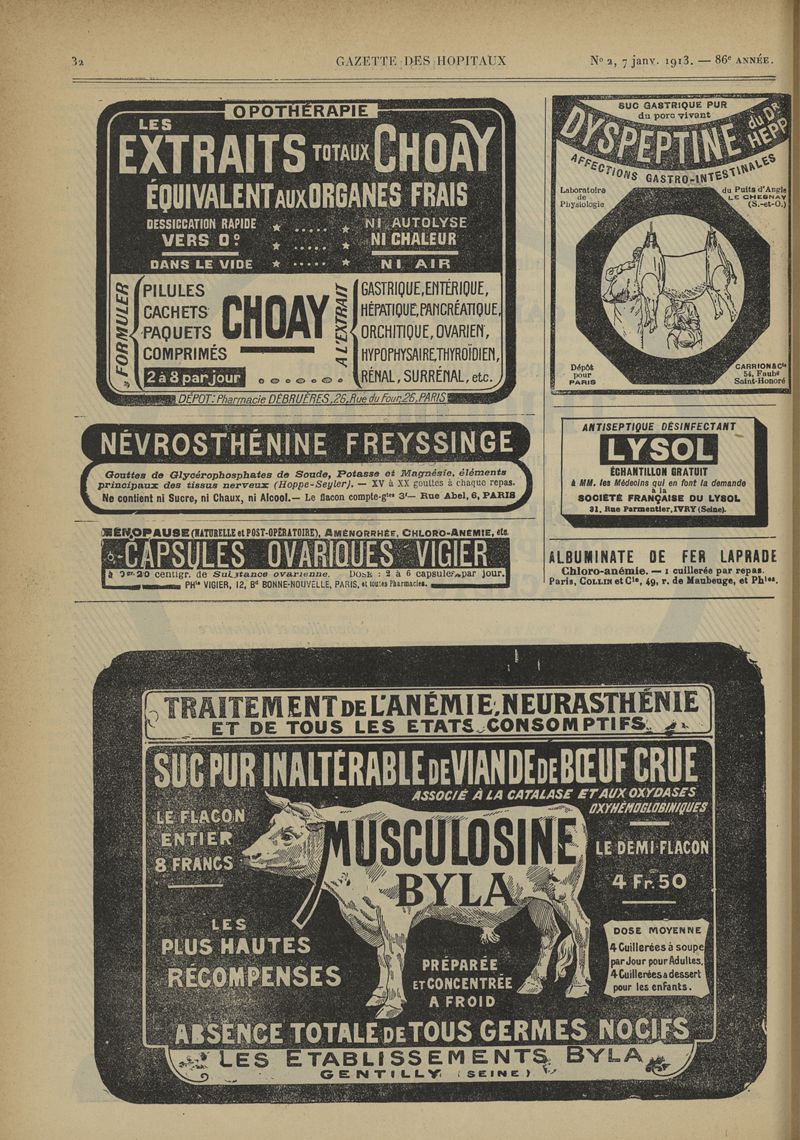 32
GAZETTE DES HOPITAUX
Nº 2, 7 janv. 1913. — 86e ANNÉE.
OPOTHÉRAPIE
LES
EXTRAITS TOTAUX CHOAY
ÉQUIVALENT AUX ORGANES FRAIS
DESSICCATION RAPIDE ★ ..... ★ NI AUTOLYSE
VERS 0º ★ ..... ★ NI CHALEUR
DANS LE VIDE ★ ..... ★ NI AIR
FORMULER
PILULES
CACHETS
PAQUETS
COMPRIMÉS
2 à 8 par jour
CHOAY
A L'EXTRAIT
GASTRIQUE, ENTÉRIQUE,
HÉPATIQUE, PANCRÉATIQUE,
ORCHITIQUE, OVARIEN,
HYPOPHYSAIRE, THYROÏDIEN,
RÉNAL, SURRÉNAL, etc.
DÉPOT: Pharmacie DEBRUÈRES, 26, Rue du Four, 26, PARIS
SUC GASTRIQUE PUR
du porc vivant
DYSPEPTINE du DR HEPP
AFFECTIONS GASTRO-INTESTINALES
Laboratoire
de
Physiologie
du Puits d'Angle
LE CHESNAY
(S.-et-O.)
Dépôt
pour
PARIS
CARRION & Cie
54, Faubg
Saint-Honoré
NÉVROSTHÉNINE FREYSSINGE
Gouttes de Glycérophosphates de Soude, Potasse et Magnésie, éléments
principaux des tissus nerveux (Hoppe-Seyler). — XV à XX gouttes à chaque repas.
Ne contient ni Sucre, ni Chaux, ni Alcool. — Le flacon compte-gttes 3f — Rue Abel, 6, PARIS
ANTISEPTIQUE DÉSINFECTANT
LYSOL
ÉCHANTILLON GRATUIT
à MM. les Médecins qui en font la demande
à la
SOCIÉTÉ FRANÇAISE DU LYSOL
81, Rue Parmentier, IVRY (Seine).
MÉNOPAUSE (NATURELLE et POST-OPÉRATOIRE), AMÉNORRHÉE, CHLORO-ANÉMIE, etc.
CAPSULES OVARIQUES VIGIER
à 0gr.20 centigr. de Substance ovarienne. DOSE : 2 à 6 capsules par jour.
PHie VIGIER, 12, Bd BONNE-NOUVELLE, PARIS, et toutes Pharmacies.
ALBUMINATE DE FER LAPRADE
Chloro-anémie. — 1 cuillerée par repas.
Paris, COLLIN et Cie, 49, r. de Maubeuge, et Phies.
TRAITEMENT DE L'ANÉMIE, NEURASTHÉNIE
ET DE TOUS LES ETATS CONSOMPTIFS
SUC PUR INALTÉRABLE DE VIANDE DE BŒUF CRUE
ASSOCIÉ À LA CATALASE ET AUX OXYDASES
OXYHÉMOGLOBINIQUES
LE FLACON
ENTIER
8 FRANCS
MUSCULOSINE
BYLA
LE DEMI FLACON
4 Fr. 50
LES
PLUS HAUTES
RÉCOMPENSES
PRÉPARÉE
ET CONCENTRÉE
A FROID
DOSE MOYENNE
4 Cuillerées à soupe
par Jour pour Adultes,
4 Cuillerées à dessert
pour les enfants.
ABSENCE TOTALE DE TOUS GERMES NOCIFS
LES ETABLISSEMENTS BYLA
GENTILLY (SEINE)